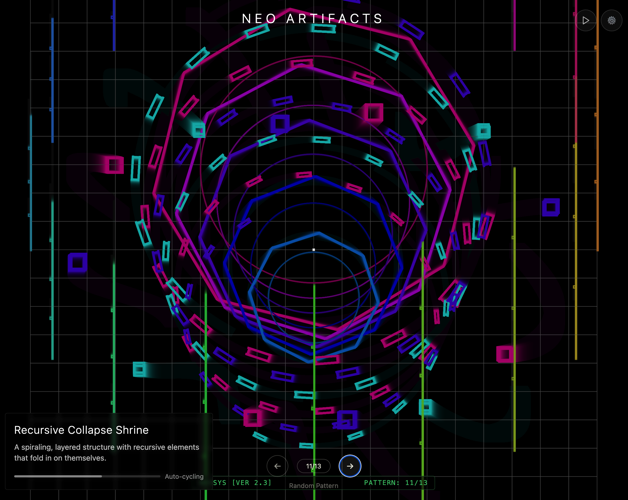 NEO ARTIFACTS
Recursive Collapse Shrine
A spiraling, layered structure with recursive elements
that fold in on themselves.
Auto-cycling
11/13
SYS [VER 2.3]
PATTERN: 11/13
Random Pattern